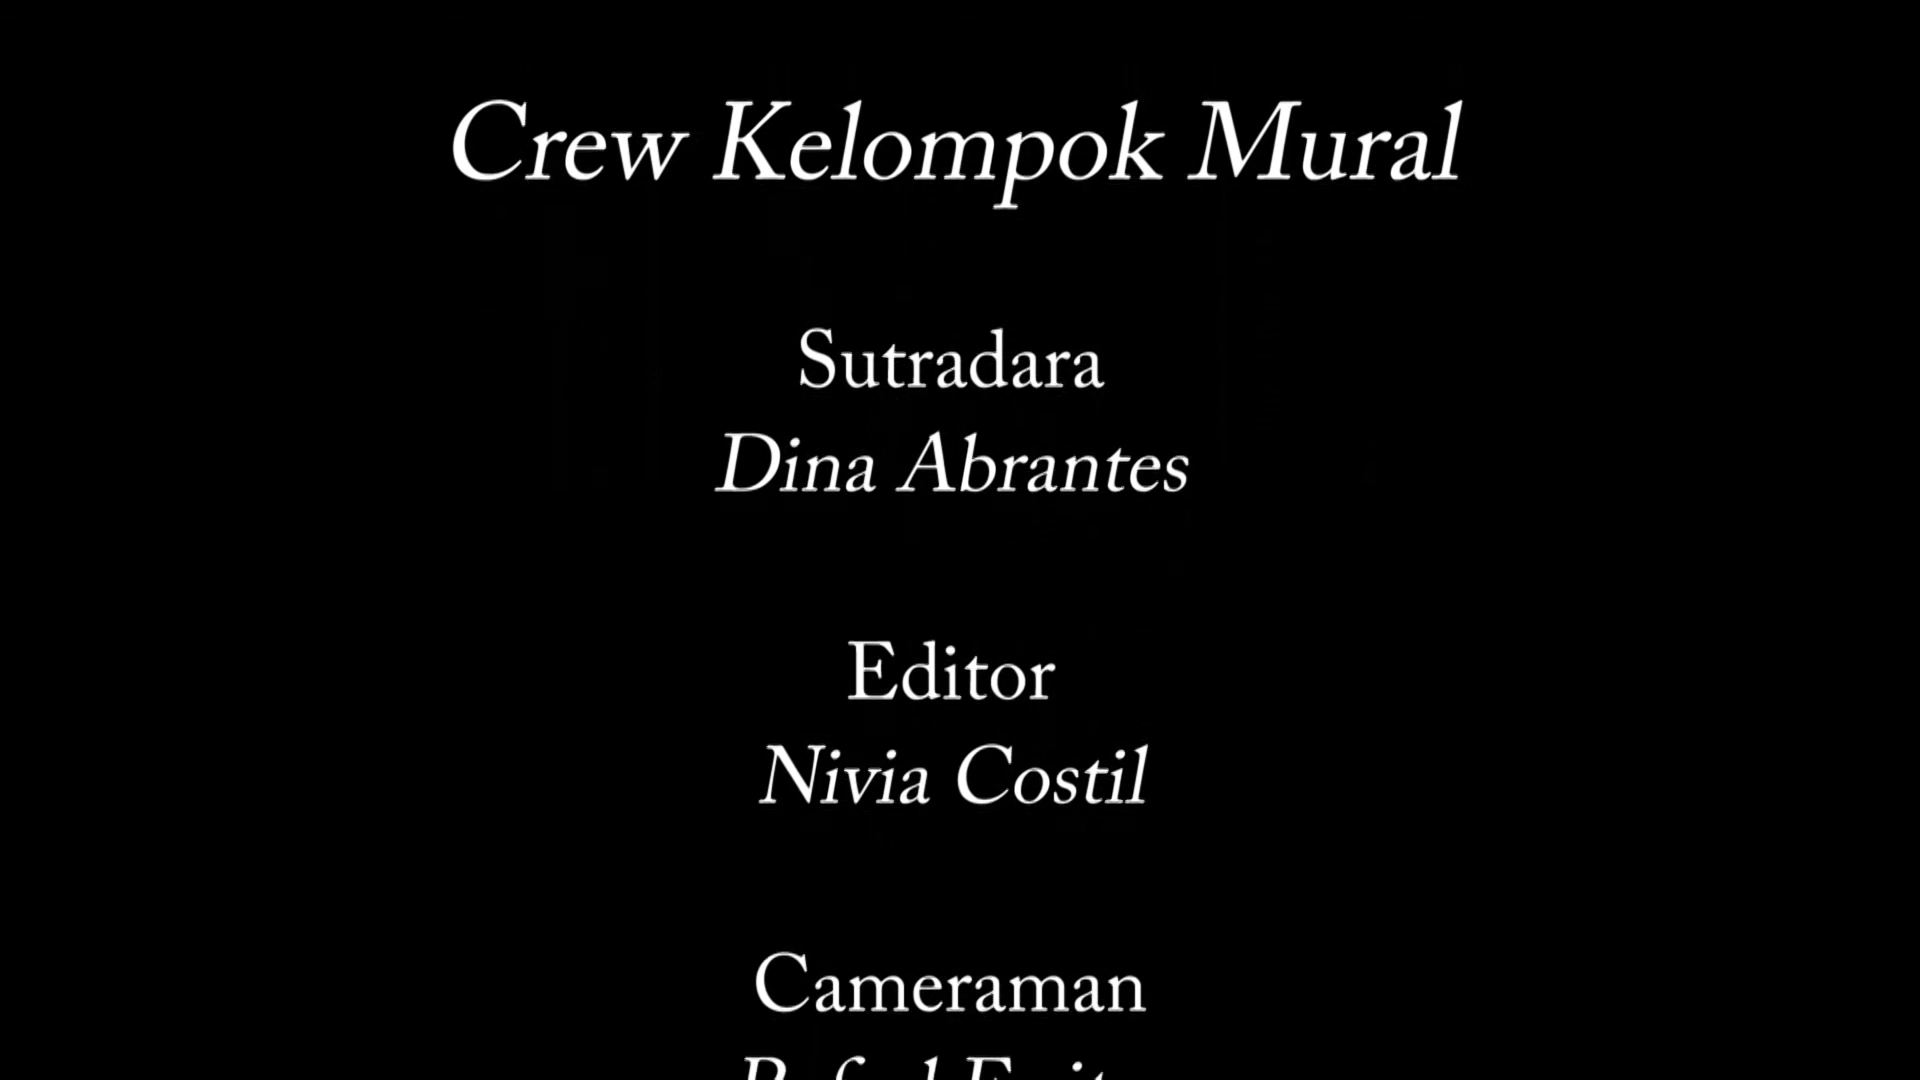 Crew Kelompok Mural
Sutradara
Dina Abrantes
Editor
Nivia Costil
Cameraman